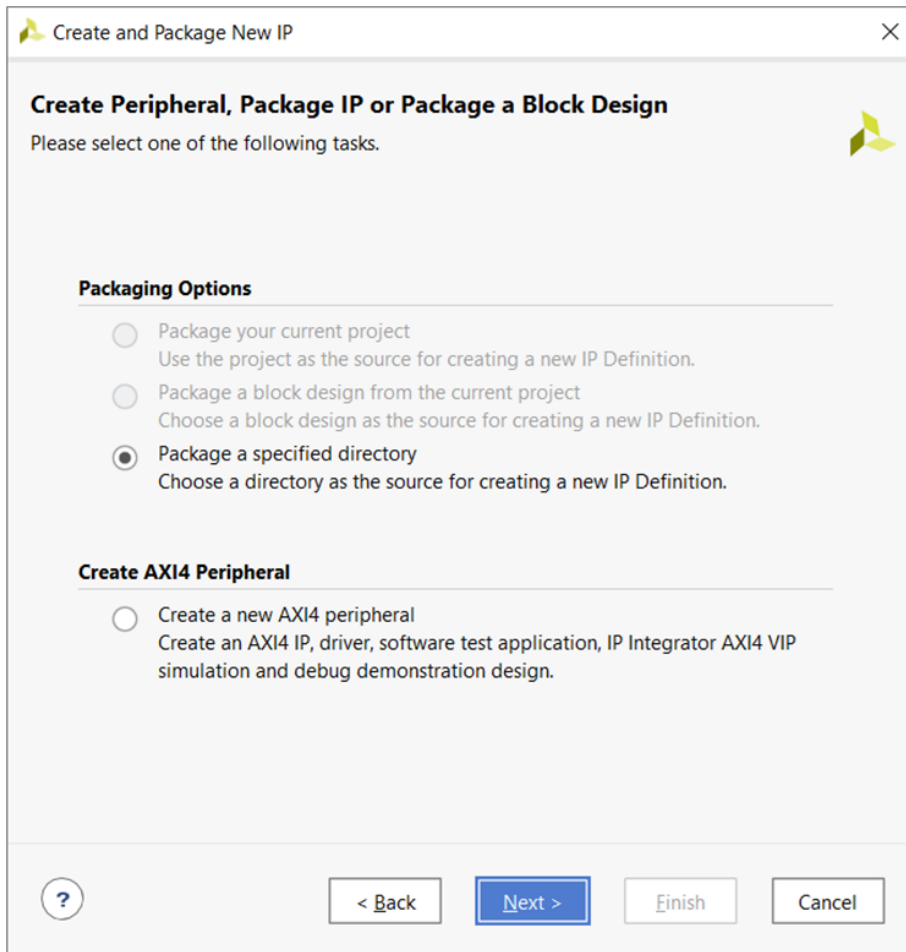 Create and Package New IP
Create Peripheral, Package IP or Package a Block Design
Please select one of the following tasks.
Packaging Options
Package your current project
Use the project as the source for creating a new IP Definition.
Package a block design from the current project
Choose a block design as the source for creating a new IP Definition.
Package a specified directory
Choose a directory as the source for creating a new IP Definition.
Create AXI4 Peripheral
Create a new AXI4 peripheral
Create an AXI4 IP, driver, software test application, IP Integrator AXI4 VIP
simulation and debug demonstration design.
? < Back Next > Finish Cancel